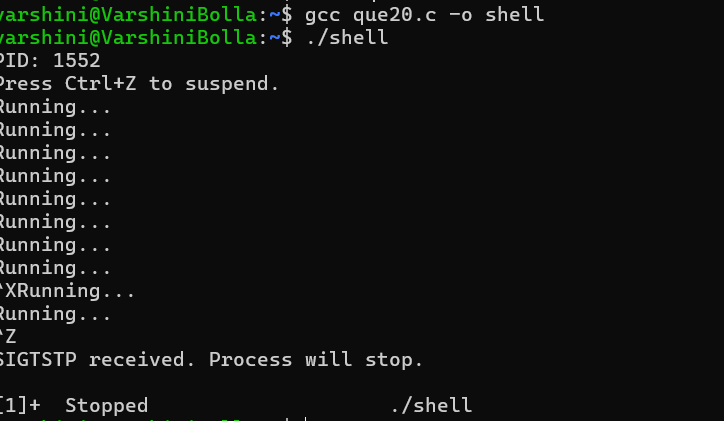 varshini@VarshiniBolla:~$ gcc que20.c -o shell
varshini@VarshiniBolla:~$ ./shell
PID: 1552
Press Ctrl+Z to suspend.
Running...
Running...
Running...
Running...
Running...
Running...
Running...
Running...
^XRunning...
Running...
^Z
SIGTSTP received. Process will stop.
[1]+  Stopped                 ./shell